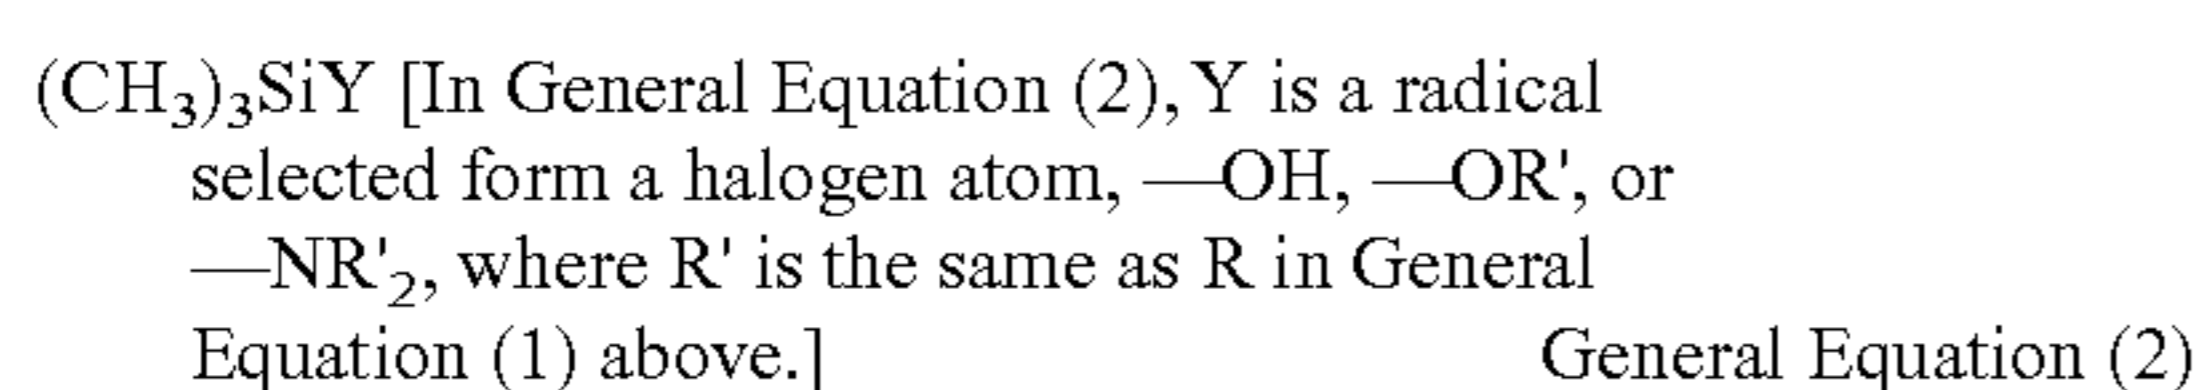 (CH₃)₃SiY [In General Equation (2), Y is a radical
selected form a halogen atom, —OH, —OR', or
—NR'₂, where R' is the same as R in General
Equation (1) above.] General Equation (2)